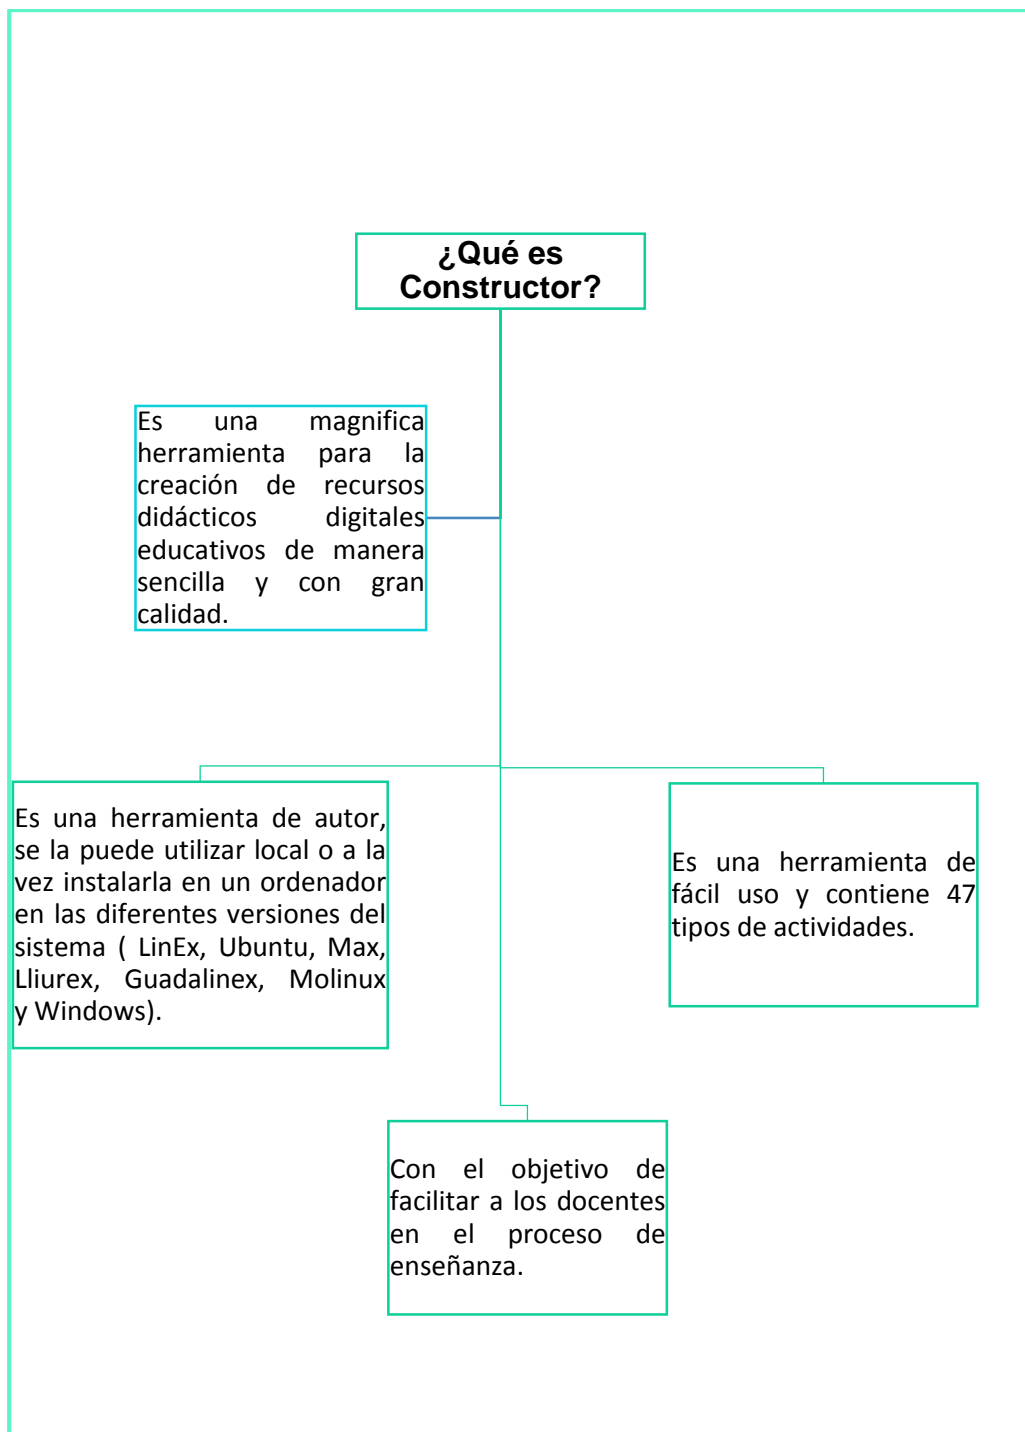 ¿Qué es
Constructor?
Es una magnifica
herramienta para la
creación de recursos
didácticos digitales
educativos de manera
sencilla y con gran
calidad.
Es una herramienta de autor,
se la puede utilizar local o a la
vez instalarla en un ordenador
en las diferentes versiones del
sistema ( LinEx, Ubuntu, Max,
Lliurex, Guadalinex, Molinux
y Windows).
Es una herramienta de
fácil uso y contiene 47
tipos de actividades.
Con el objetivo de
facilitar a los docentes
en el proceso de
enseñanza.